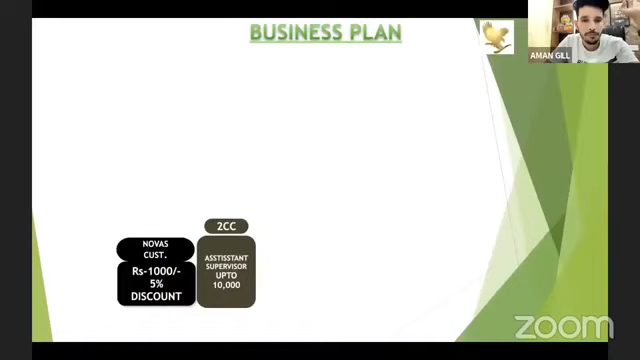 BUSINESS PLAN
AMAN GILL
2CC
NOVAS
CUST.
Rs-1000/-
5%
DISCOUNT
ASSTISSTANT
SUPERVISOR
UPTO
10,000
zoom